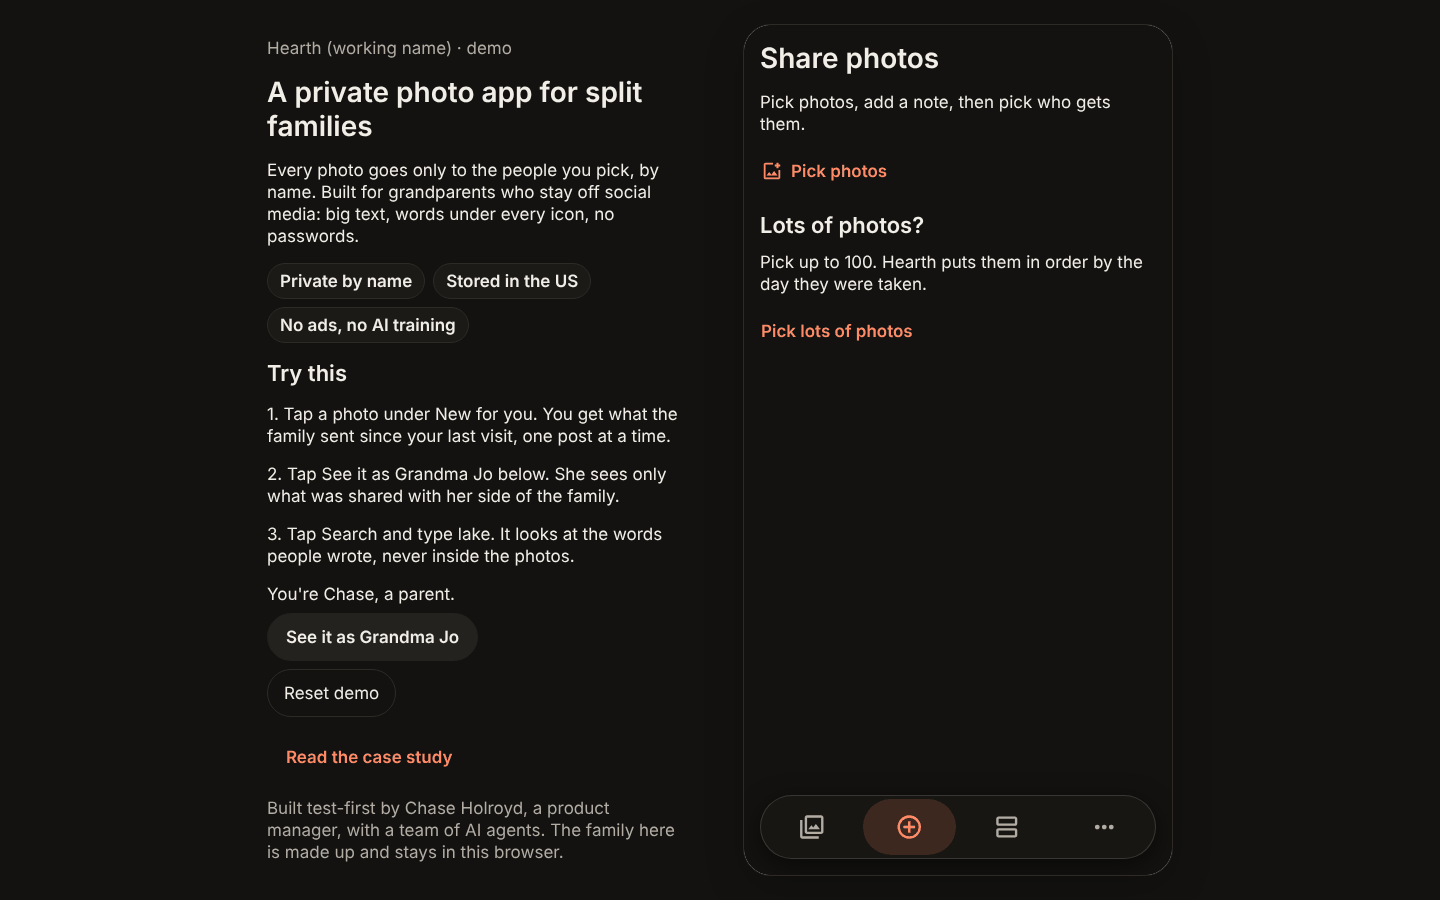 Hearth (working name) · demo
A private photo app for split
families
Every photo goes only to the people you pick, by
name. Built for grandparents who stay off social
media: big text, words under every icon, no
passwords.
Private by name
Stored in the US
No ads, no AI training
Try this
1. Tap a photo under New for you. You get what the
family sent since your last visit, one post at a time.
2. Tap See it as Grandma Jo below. She sees only
what was shared with her side of the family.
3. Tap Search and type lake. It looks at the words
people wrote, never inside the photos.
You're Chase, a parent.
See it as Grandma Jo
Reset demo
Read the case study
Built test-first by Chase Holroyd, a product
manager, with a team of AI agents. The family here
is made up and stays in this browser.
Share photos
Pick photos, add a note, then pick who gets
them.
Pick photos
Lots of photos?
Pick up to 100. Hearth puts them in order by the
day they were taken.
Pick lots of photos